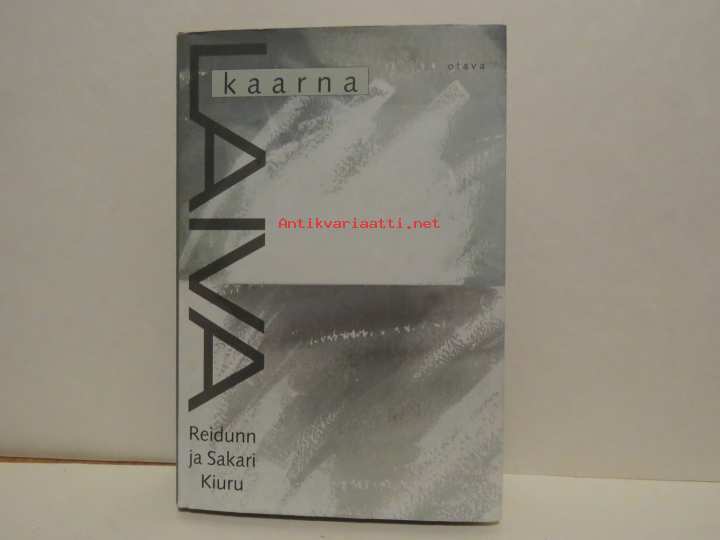 kaarna
LAIVA
otava
Antikvariaatti.net
Reidunn
ja Sakari
Kiuru